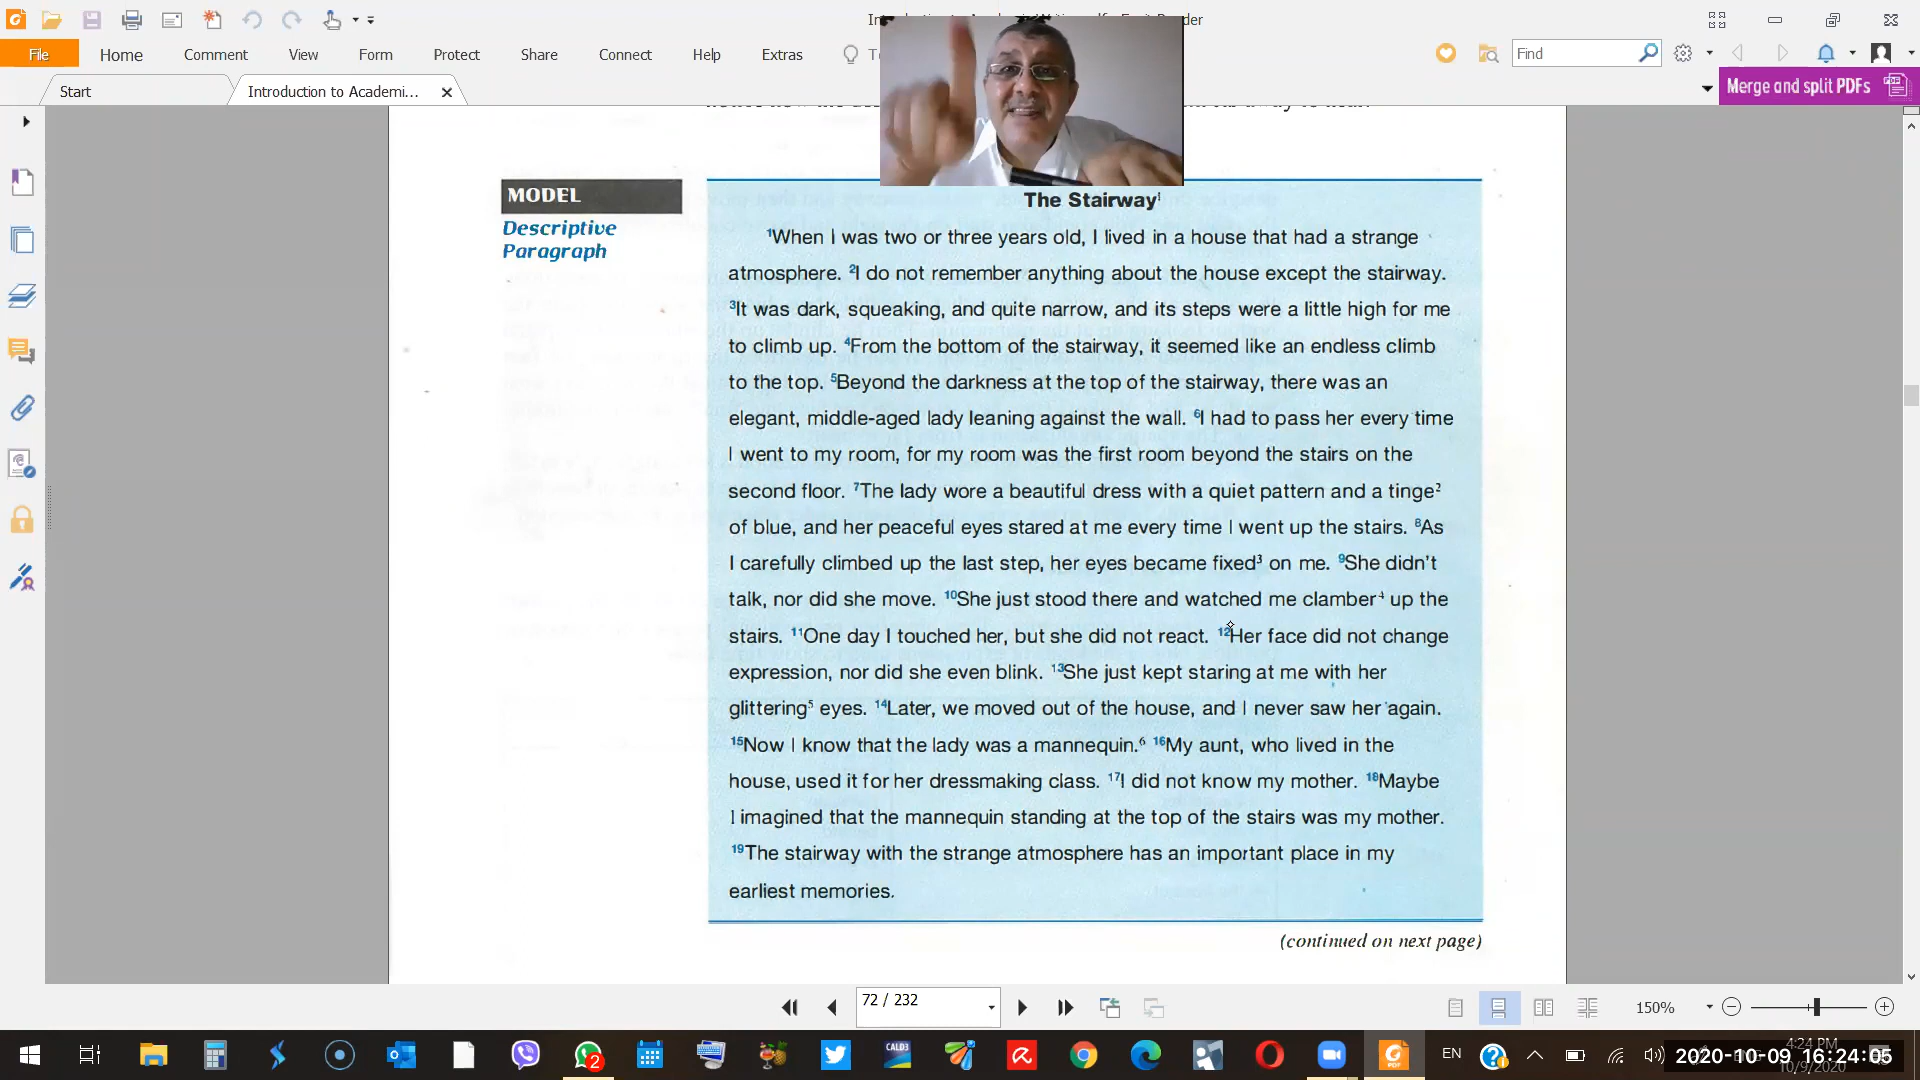 File
Home
Comment
View
Form
Protect
Share
Connect
Help
Extras
Find
Start
Introduction to Academi...
Merge and split PDFs
MODEL
Descriptive
Paragraph
The Stairway¹
¹When I was two or three years old, I lived in a house that had a strange
atmosphere. ²I do not remember anything about the house except the stairway.
³It was dark, squeaking, and quite narrow, and its steps were a little high for me
to climb up. ⁴From the bottom of the stairway, it seemed like an endless climb
to the top. ⁵Beyond the darkness at the top of the stairway, there was an
elegant, middle-aged lady leaning against the wall. ⁶I had to pass her every time
I went to my room, for my room was the first room beyond the stairs on the
second floor. ⁷The lady wore a beautiful dress with a quiet pattern and a tinge²
of blue, and her peaceful eyes stared at me every time I went up the stairs. ⁸As
I carefully climbed up the last step, her eyes became fixed³ on me. ⁹She didn't
talk, nor did she move. ¹⁰She just stood there and watched me clamber⁴ up the
stairs. ¹¹One day I touched her, but she did not react. ¹²Her face did not change
expression, nor did she even blink. ¹³She just kept staring at me with her
glittering⁵ eyes. ¹⁴Later, we moved out of the house, and I never saw her again.
¹⁵Now I know that the lady was a mannequin.⁶ ¹⁶My aunt, who lived in the
house, used it for her dressmaking class. ¹⁷I did not know my mother. ¹⁸Maybe
I imagined that the mannequin standing at the top of the stairs was my mother.
¹⁹The stairway with the strange atmosphere has an important place in my
earliest memories.
(continued on next page)
72 / 232
150%
CALD3
2
EN
4:24 PM
10/9/2020
2020-10-09 16:24:05